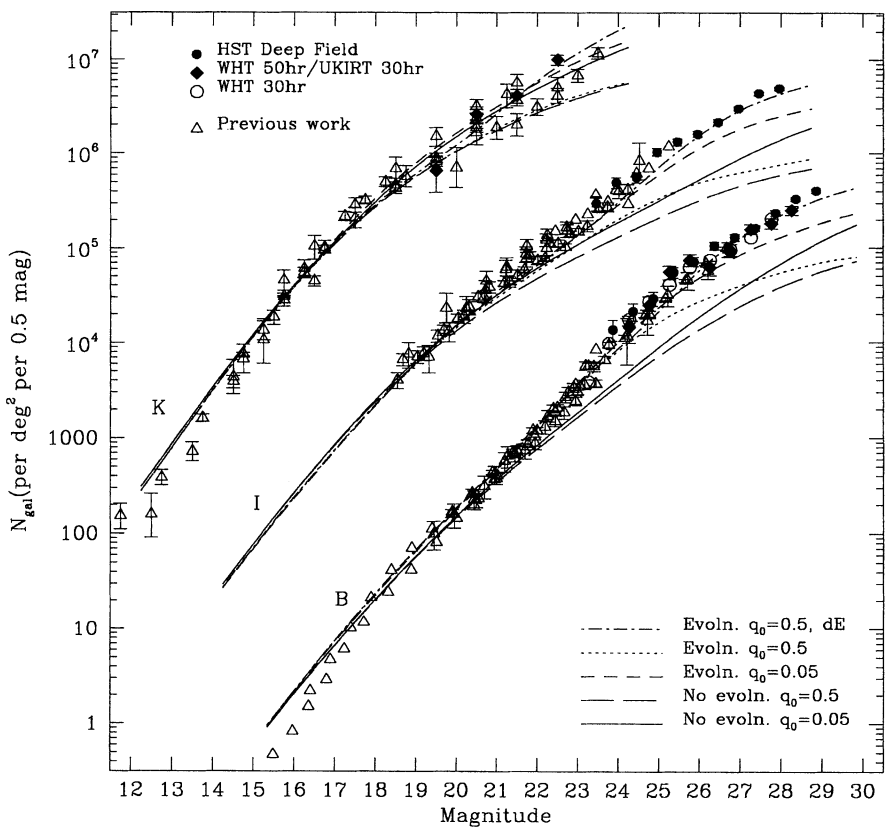 10⁷
10⁶
10⁵
10⁴
1000
100
10
1
N_gal(per deg² per 0.5 mag)
HST Deep Field
WHT 50hr/UKIRT 30hr
WHT 30hr
Previous work
K
I
B
Evoln. q₀=0.5, dE
Evoln. q₀=0.5
Evoln. q₀=0.05
No evoln. q₀=0.5
No evoln. q₀=0.05
12 13 14 15 16 17 18 19 20 21 22 23 24 25 26 27 28 29 30
Magnitude